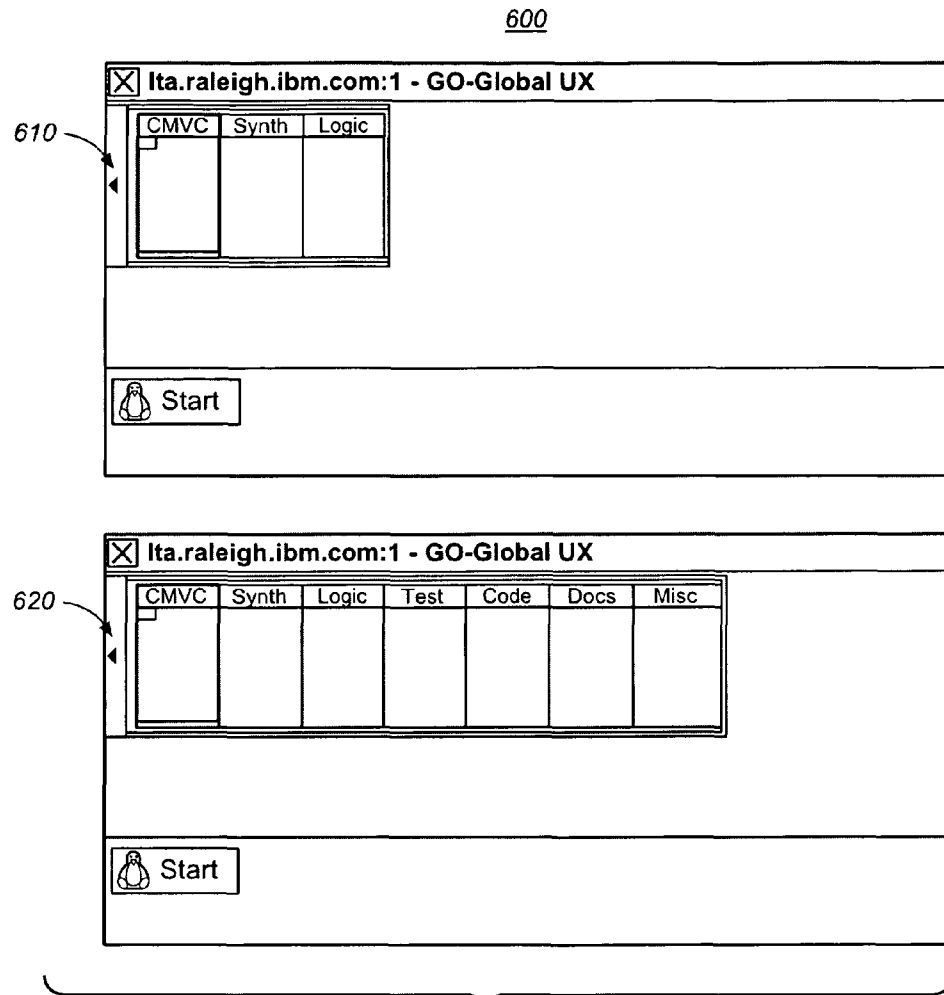 600
lta.raleigh.ibm.com:1 - GO-Global UX
610
CMVC Synth Logic
Start
lta.raleigh.ibm.com:1 - GO-Global UX
620
CMVC Synth Logic Test Code Docs Misc
Start